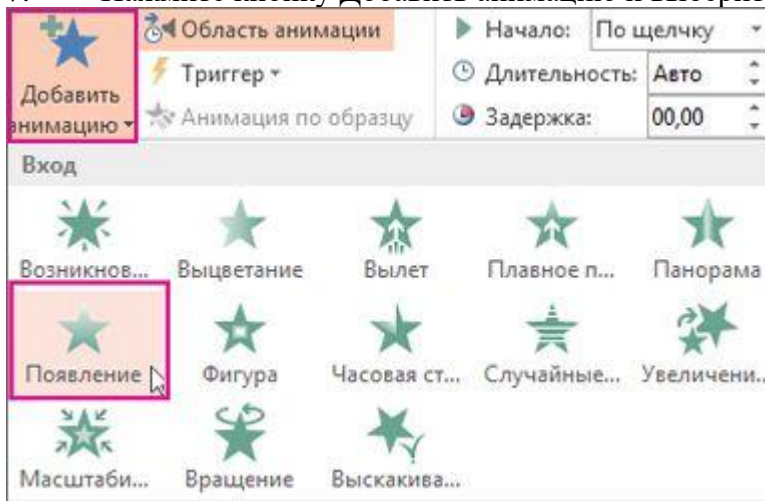 Область анимации
Начало: По щелчку
Добавить
анимацию
Триггер
Длительность: Авто
Анимация по образцу
Задержка: 00,00
Вход
Возникнов... Выцветание Вылет Плавное п... Панорама
Появление Фигура Часовая ст... Случайные... Увеличени...
Масштаби... Вращение Выскакива...